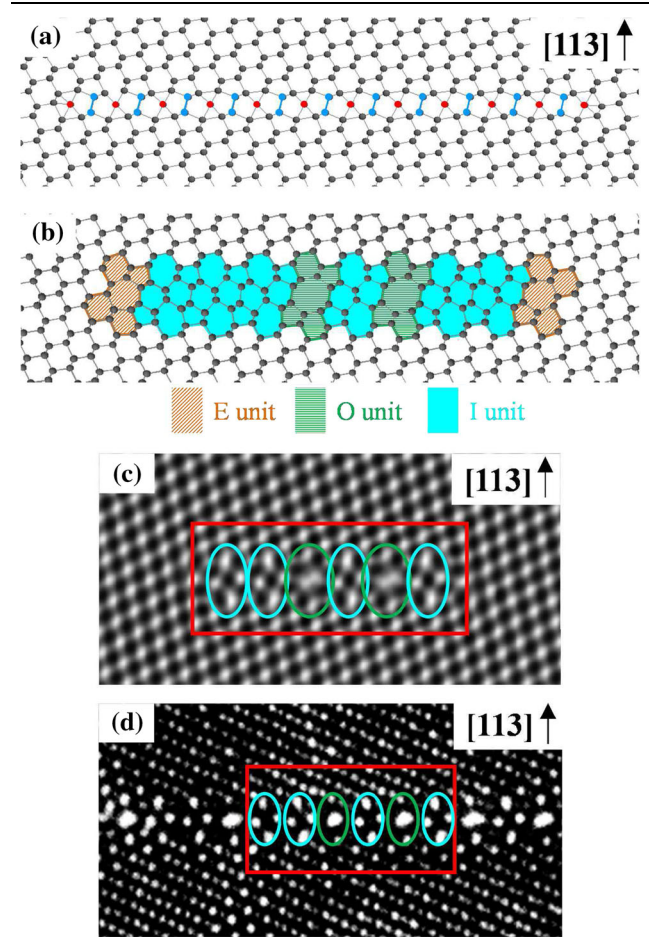 (a)
[113] ↑
(b)
E unit
O unit
I unit
(c)
[113] ↑
(d)
[113] ↑